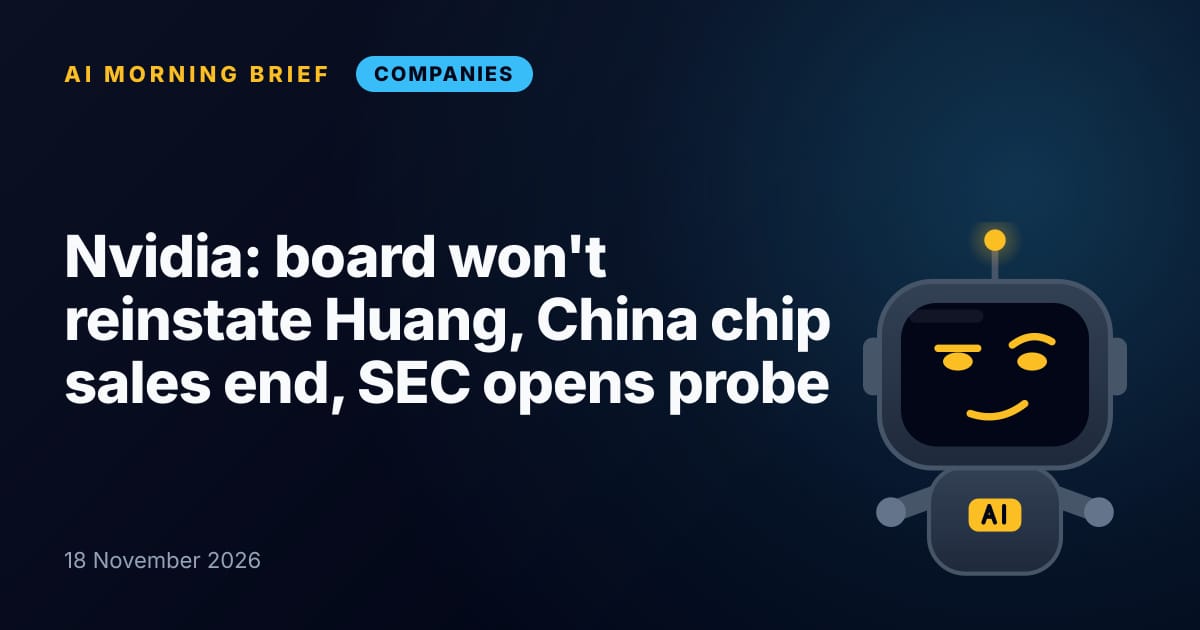 AI MORNING BRIEF
COMPANIES
Nvidia: board won't
reinstate Huang, China chip
sales end, SEC opens probe
AI
18 November 2026